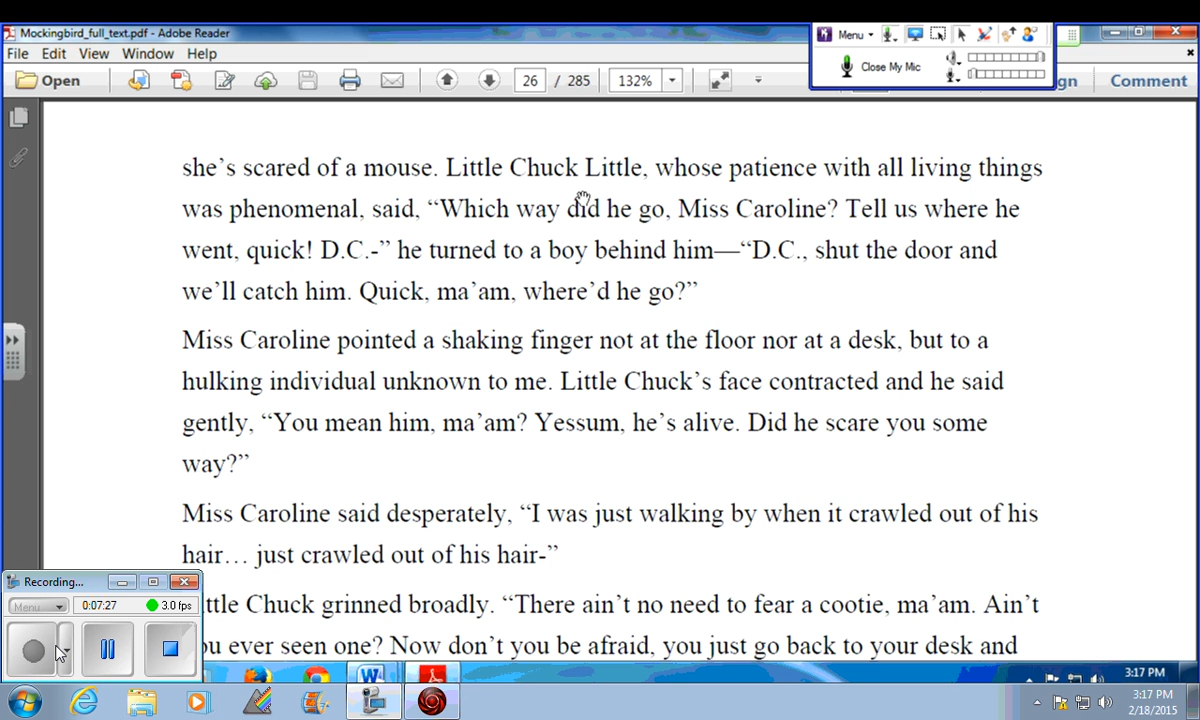 Mockingbird_full_text.pdf - Adobe Reader
File Edit View Window Help
Menu
Close My Mic
Open 26 / 285 132% Comment
she's scared of a mouse. Little Chuck Little, whose patience with all living things
was phenomenal, said, “Which way did he go, Miss Caroline? Tell us where he
went, quick! D.C.-” he turned to a boy behind him—“D.C., shut the door and
we'll catch him. Quick, ma'am, where'd he go?”
Miss Caroline pointed a shaking finger not at the floor nor at a desk, but to a
hulking individual unknown to me. Little Chuck's face contracted and he said
gently, “You mean him, ma'am? Yessum, he's alive. Did he scare you some
way?”
Miss Caroline said desperately, “I was just walking by when it crawled out of his
hair… just crawled out of his hair-”
Recording...
Menu 0:07:27 3.0 fps
ttle Chuck grinned broadly. “There ain't no need to fear a cootie, ma'am. Ain't
ou ever seen one? Now don't you be afraid, you just go back to your desk and
3:17 PM
3:17 PM
2/18/2015